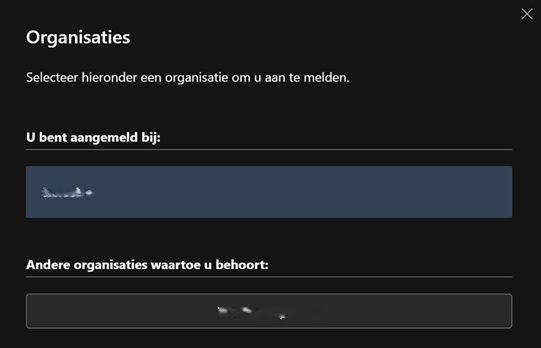 Organisaties
Selecteer hieronder een organisatie om u aan te melden.
U bent aangemeld bij:
Andere organisaties waartoe u behoort: